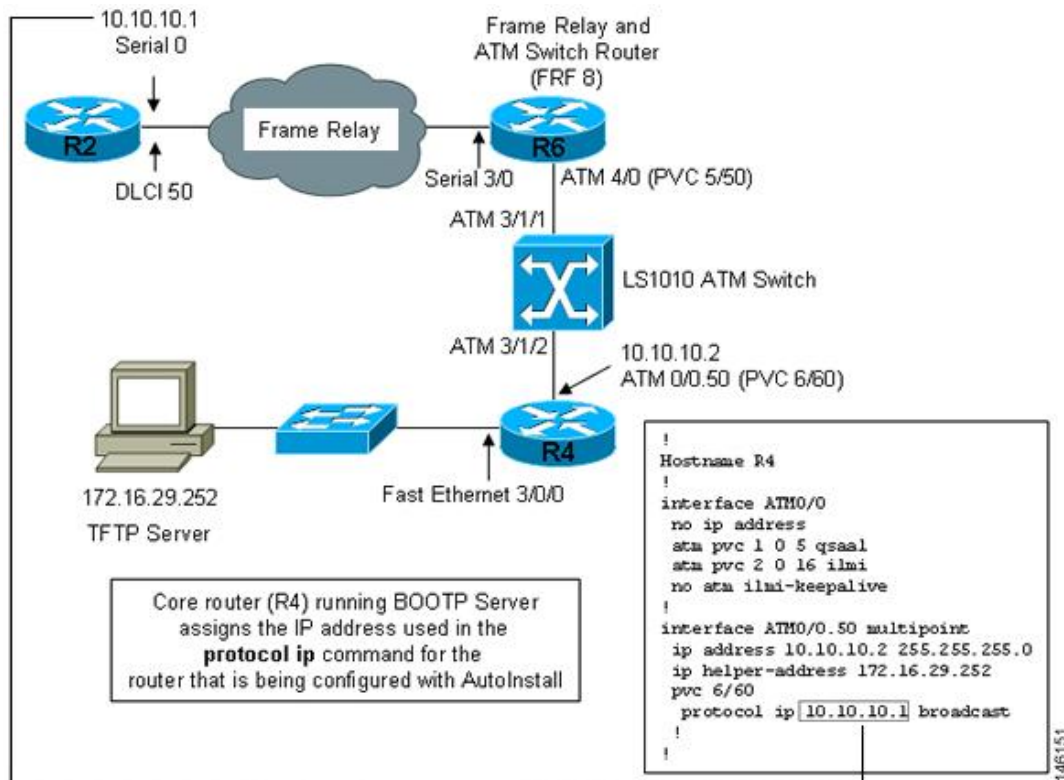 10.10.10.1
Serial 0
R2
DLCI 50
Frame Relay
Frame Relay and
ATM Switch Router
(FRF 8)
R6
Serial 3/0
ATM 4/0 (PVC 5/50)
ATM 3/1/1
LS1010 ATM Switch
ATM 3/1/2
10.10.10.2
ATM 0/0.50 (PVC 6/60)
R4
Fast Ethernet 3/0/0
172.16.29.252
TFTP Server
Core router (R4) running BOOTP Server
assigns the IP address used in the
protocol ip command for the
router that is being configured with AutoInstall
!
Hostname R4
!
interface ATM0/0
no ip address
atm pvc 1 0 5 qsaal
atm pvc 2 0 16 ilmi
no atm ilmi-keepalive
!
interface ATM0/0.50 multipoint
ip address 10.10.10.2 255.255.255.0
ip helper-address 172.16.29.252
pvc 6/60
protocol ip 10.10.10.1 broadcast
!
!
146151